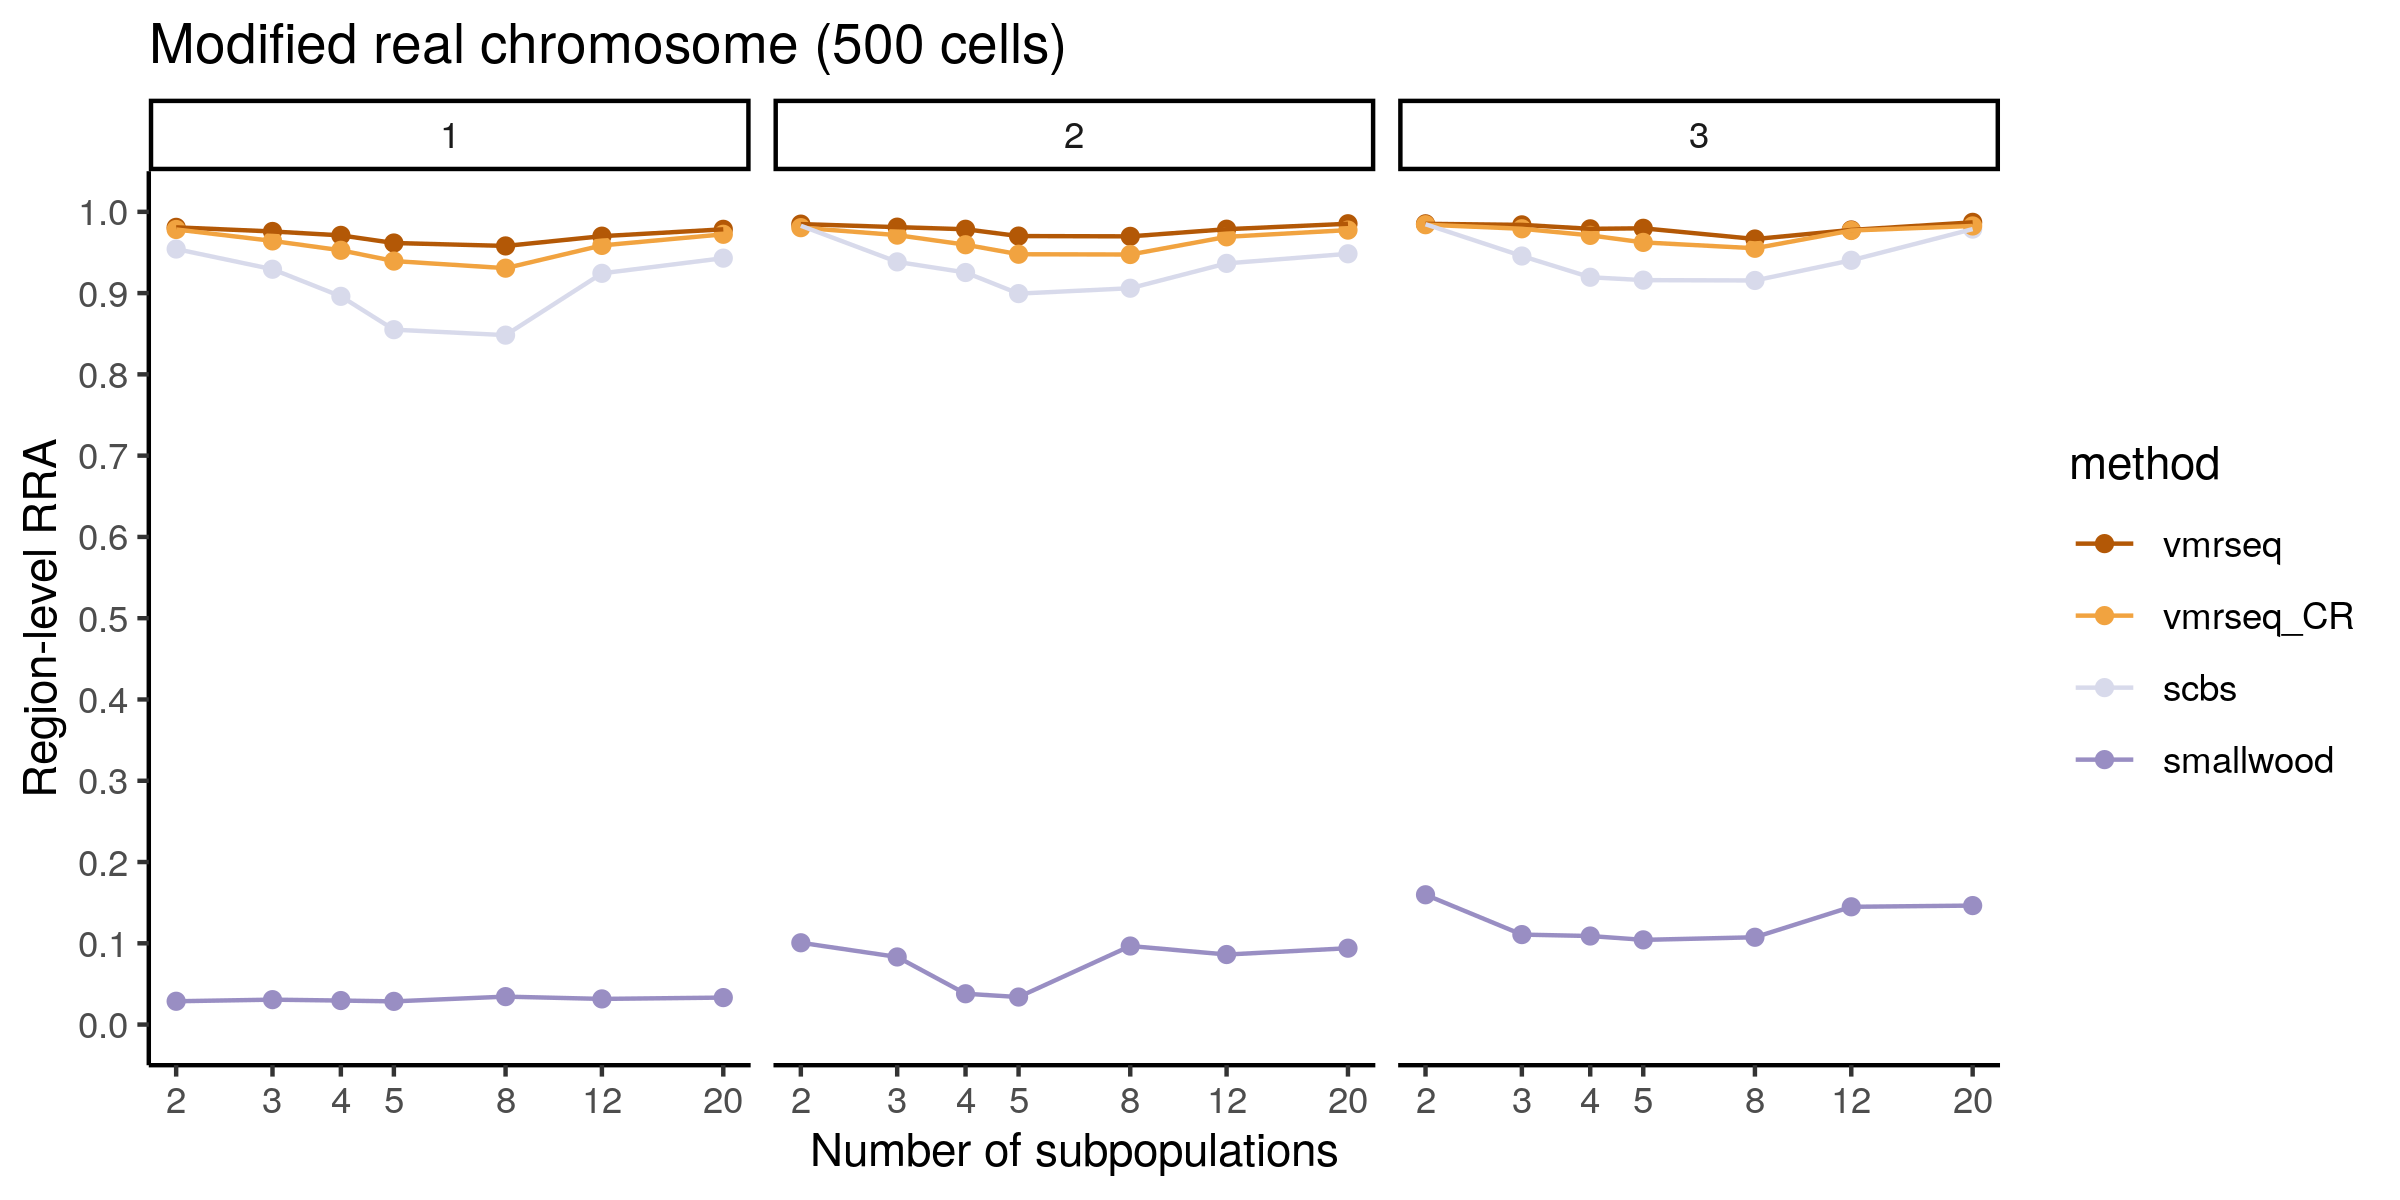 Modified real chromosome (500 cells)
1 2 3
Region-level RRA
1.0
0.9
0.8
0.7
0.6
0.5
0.4
0.3
0.2
0.1
0.0
2 3 4 5 8 12 20 2 3 4 5 8 12 20 2 3 4 5 8 12 20
Number of subpopulations
method
vmrseq
vmrseq_CR
scbs
smallwood